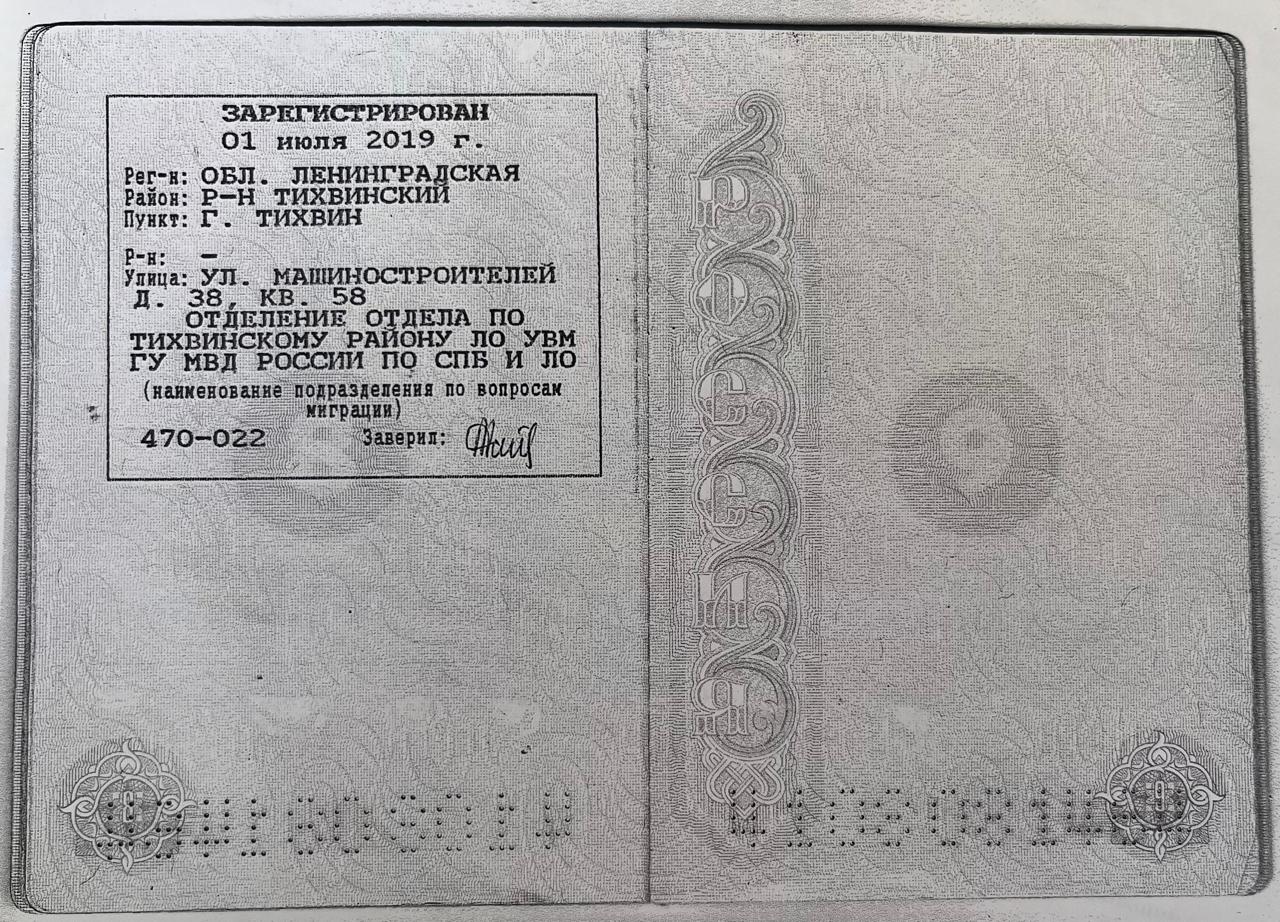 ЗАРЕГИСТРИРОВАН
01 июля 2019 г.
Рег-н: ОБЛ. ЛЕНИНГРАДСКАЯ
Район: Р-Н ТИХВИНСКИЙ
Пункт: Г. ТИХВИН
Р-н: –
Улица: УЛ. МАШИНОСТРОИТЕЛЕЙ
Д. 38, КВ. 58
ОТДЕЛЕНИЕ ОТДЕЛА ПО
ТИХВИНСКОМУ РАЙОНУ ЛО УВМ
ГУ МВД РОССИИ ПО СПБ И ЛО
(наименование подразделения по вопросам
миграции)
470-022 Заверил:
РОССИЯ